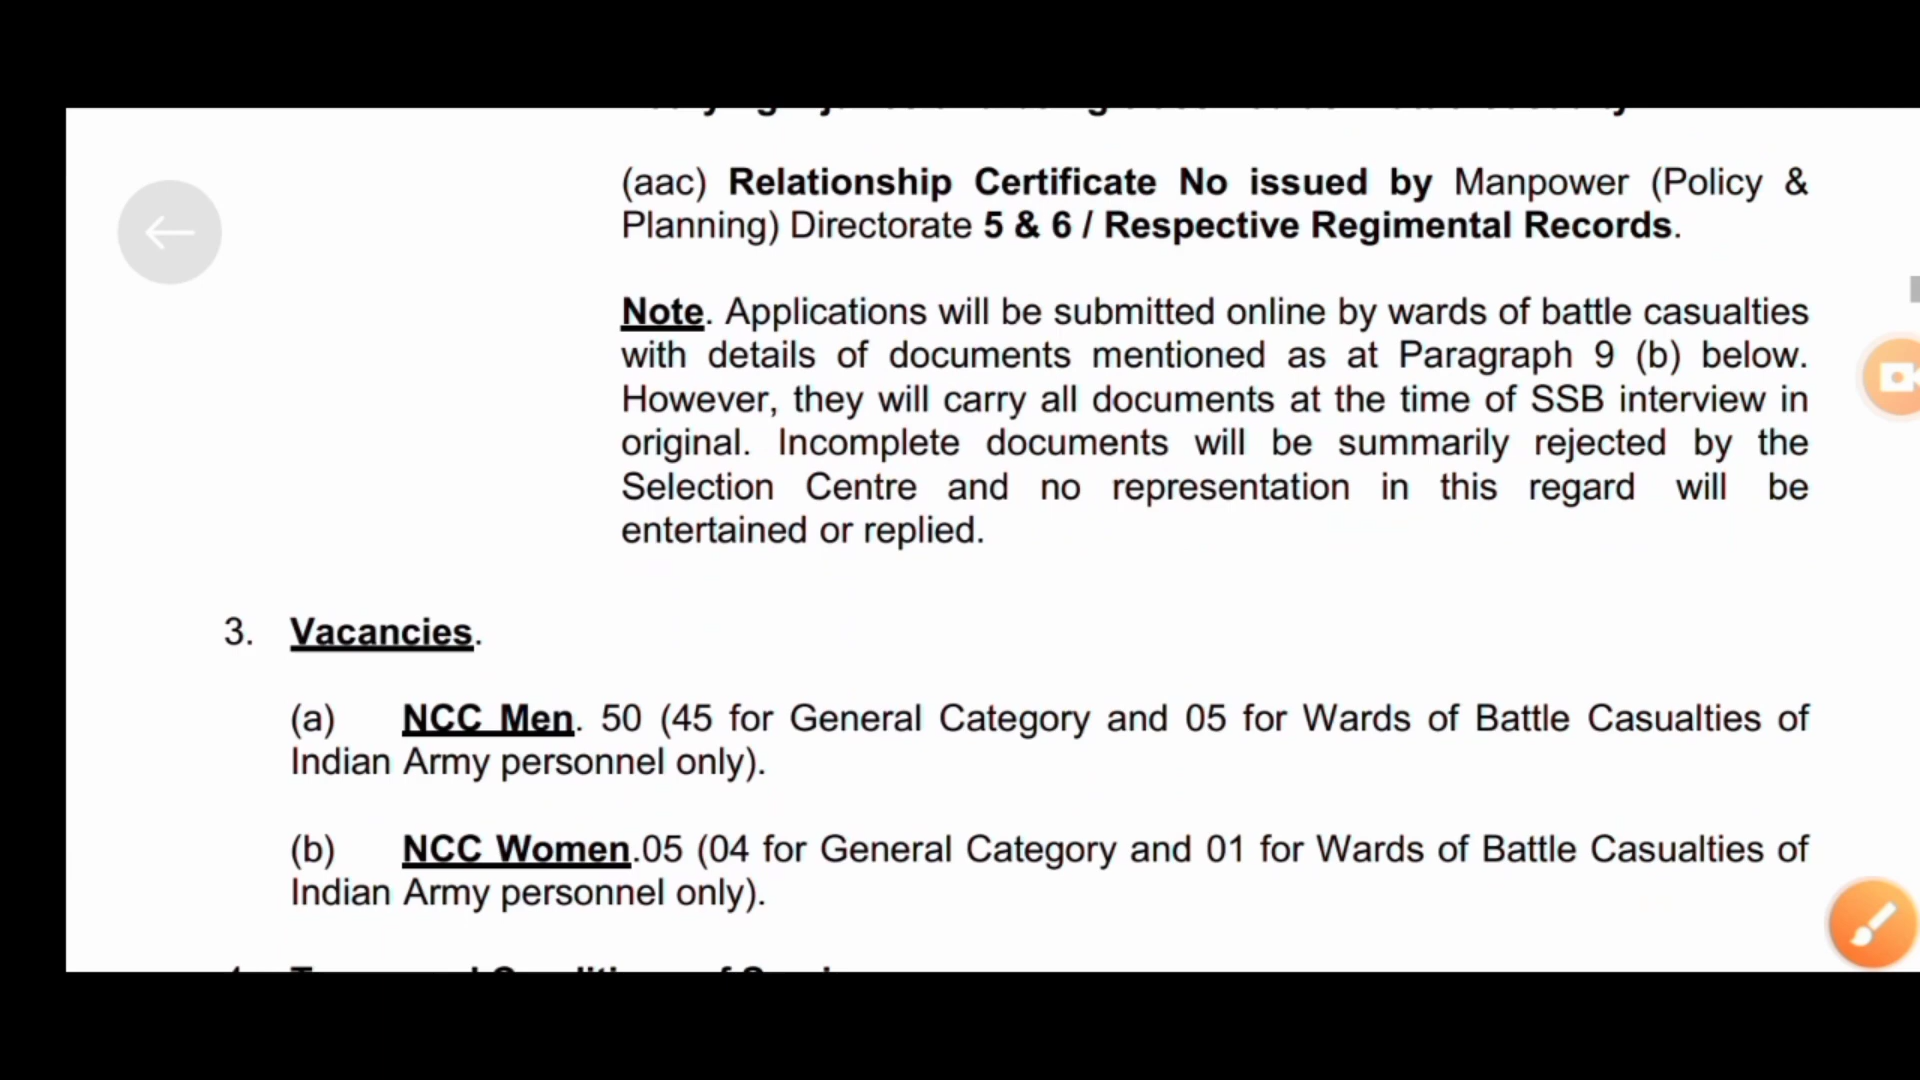 (aac) Relationship Certificate No issued by Manpower (Policy &
Planning) Directorate 5 & 6 / Respective Regimental Records.
Note. Applications will be submitted online by wards of battle casualties
with details of documents mentioned as at Paragraph 9 (b) below.
However, they will carry all documents at the time of SSB interview in
original. Incomplete documents will be summarily rejected by the
Selection Centre and no representation in this regard will be
entertained or replied.
3. Vacancies.
(a) NCC Men. 50 (45 for General Category and 05 for Wards of Battle Casualties of
Indian Army personnel only).
(b) NCC Women.05 (04 for General Category and 01 for Wards of Battle Casualties of
Indian Army personnel only).